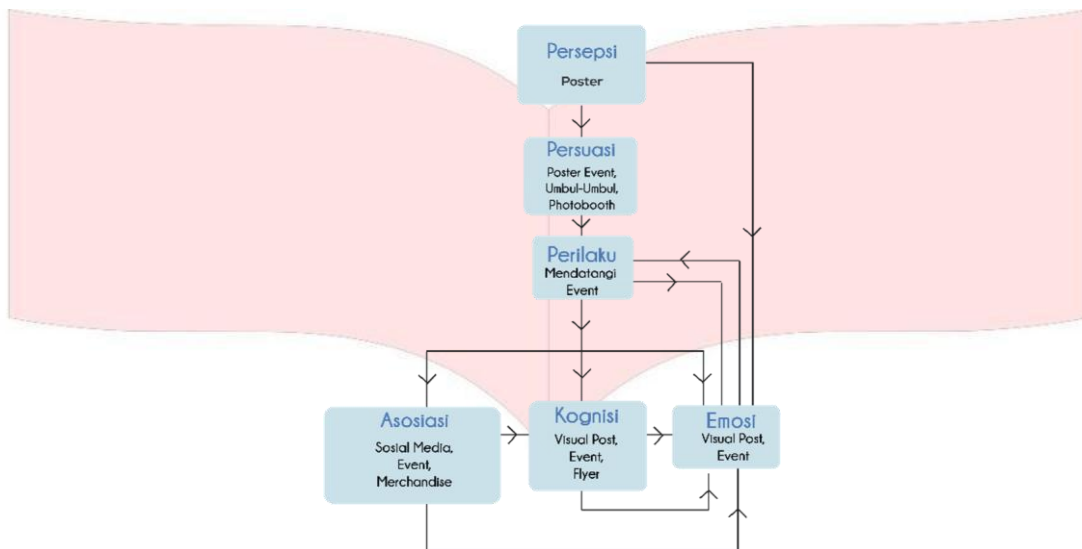 Persepsi
Poster
Persuasi
Poster Event,
Umbul-Umbul,
Photobooth
Perilaku
Mendatangi
Event
Asosiasi
Sosial Media,
Event,
Merchandise
Kognisi
Visual Post,
Event,
Flyer
Emosi
Visual Post,
Event